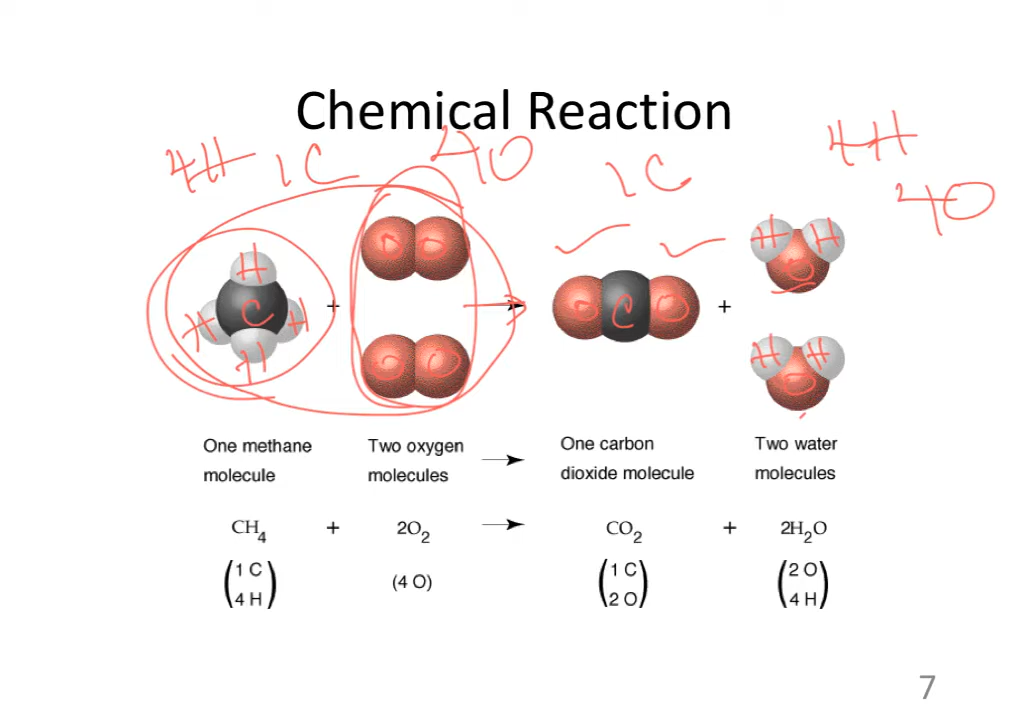 Chemical Reaction
4H 1C 4O 1C 4H
4O
H O O H H
O
H C H O C O
H O O H H
O
+ +
One methane Two oxygen One carbon Two water
molecule molecules dioxide molecule molecules
CH4 + 2O2 CO2 + 2H2O
(1 C 4 H) (4 O) (1 C 2 O) (2 O 4 H)
7